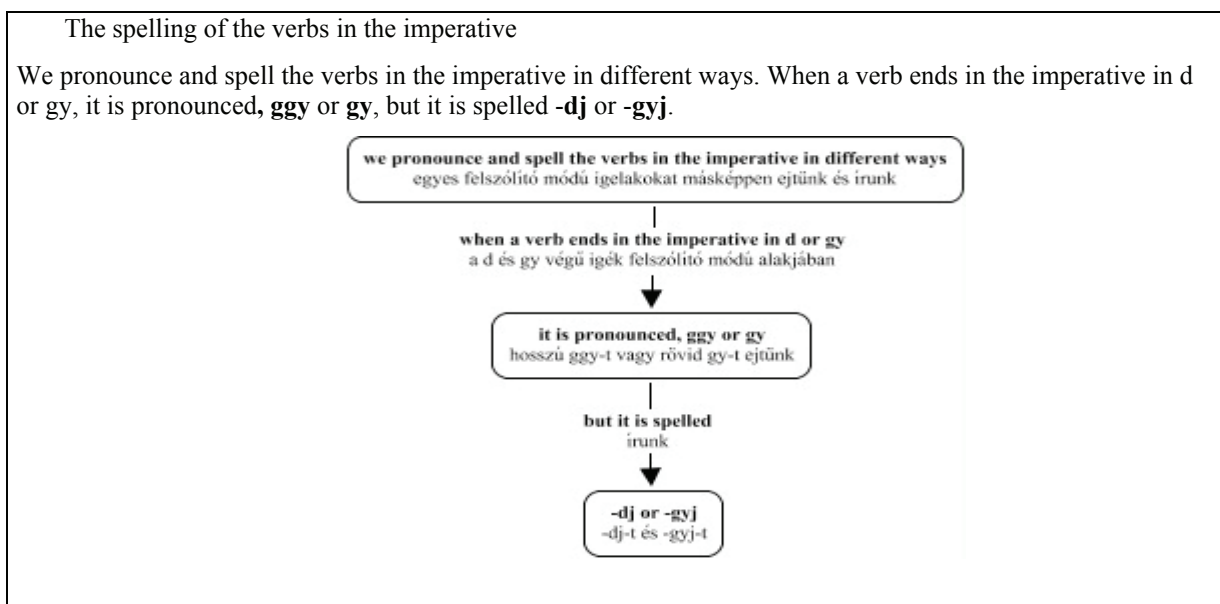 The spelling of the verbs in the imperative
We pronounce and spell the verbs in the imperative in different ways. When a verb ends in the imperative in d
or gy, it is pronounced, ggy or gy, but it is spelled -dj or -gyj.
we pronounce and spell the verbs in the imperative in different ways
egyes felszólító módú igelakokat másképpen ejtünk és írunk
when a verb ends in the imperative in d or gy
a d és gy végű igék felszólító módú alakjában
it is pronounced, ggy or gy
hosszú ggy-t vagy rövid gy-t ejtünk
but it is spelled
írunk
-dj or -gyj
-dj-t és -gyj-t